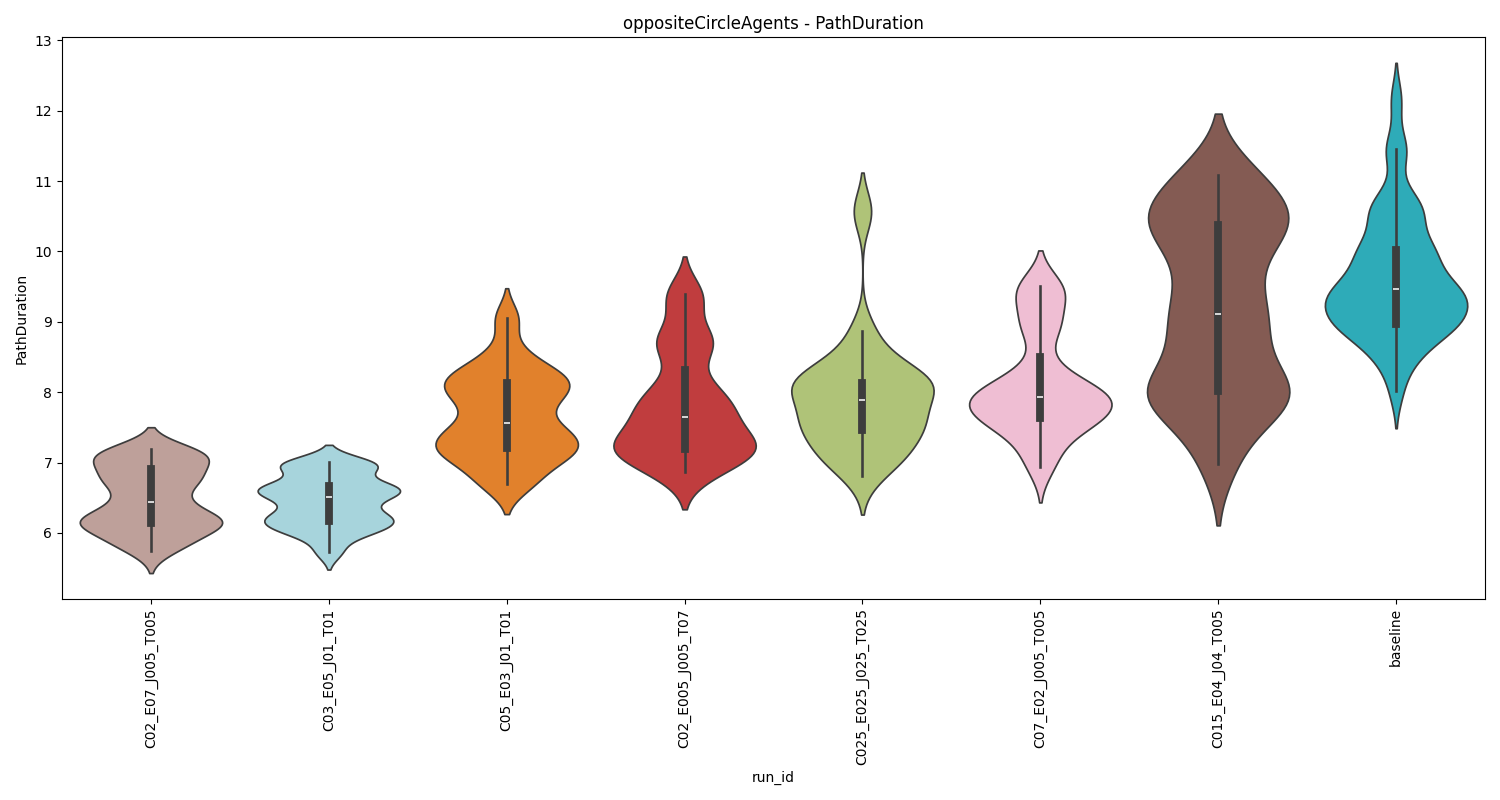 oppositeCircleAgents - PathDuration
13
12
11
10
9
8
7
6
PathDuration
C02_E07_J005_T005
C03_E05_J01_T01
C05_E03_J01_T01
C02_E005_J005_T07
C025_E025_J025_T025
C07_E02_J005_T005
C015_E04_J04_T005
baseline
run_id